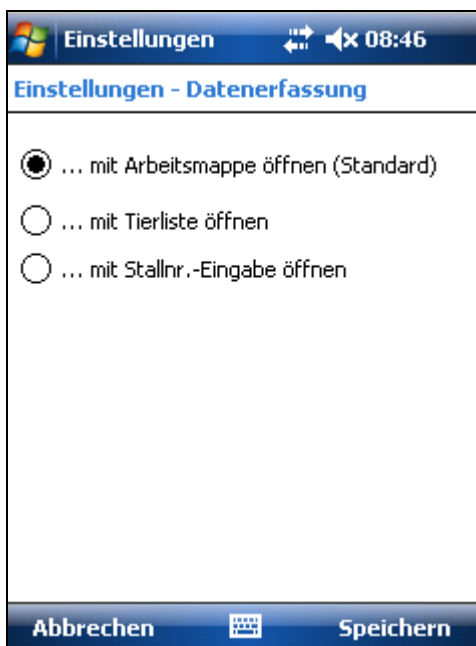 Einstellungen 08:46
Einstellungen - Datenerfassung
... mit Arbeitsmappe öffnen (Standard)
... mit Tierliste öffnen
... mit Stallnr.-Eingabe öffnen
Abbrechen Speichern